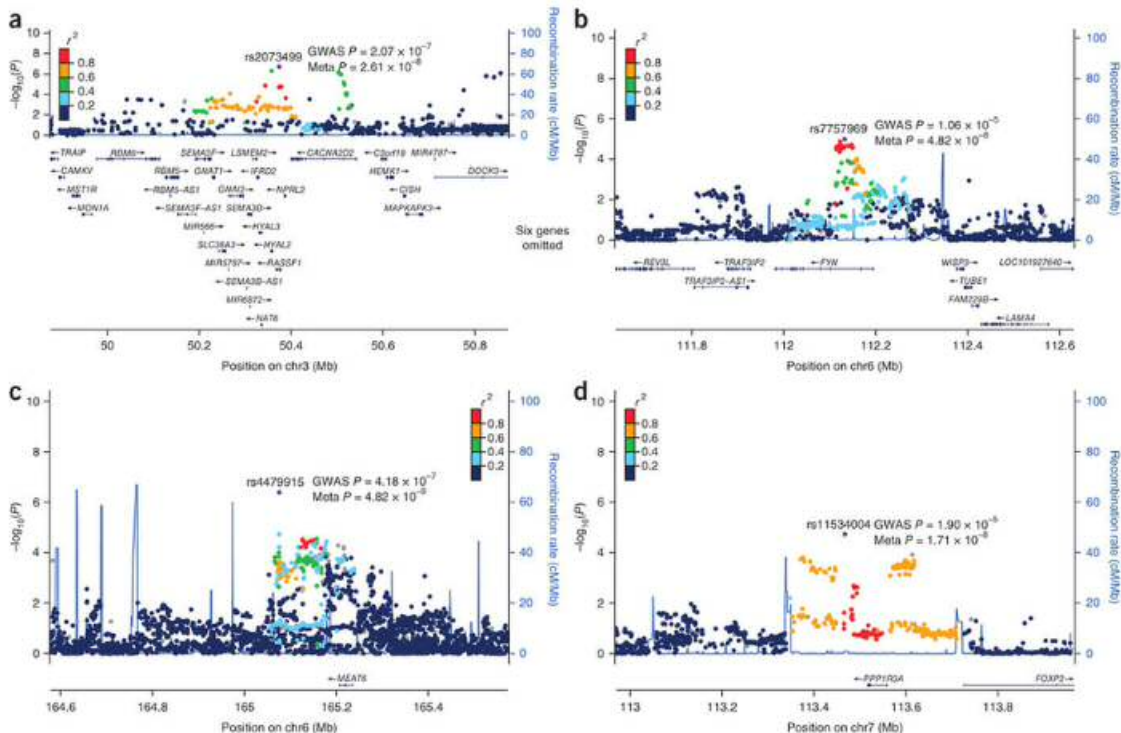 a
r²
0.8
0.6
0.4
0.2
10
8
6
4
2
0
−log₁₀(P)
100
80
60
40
20
0
Recombination rate (cM/Mb)
rs2073499
GWAS P = 2.07 × 10⁻⁷
Meta P = 2.61 × 10⁻⁸
←TRAIP RBM6→ SEMA3F→ LSMEM2→ ←CACNA2D2 ←C3orf18 MIR4787→
←CAMKV RBM5→ GNAT1→ ←IFRD2 ←HEMK1→ DOCK3→
←MST1R ←RBM5-AS1 GNAI2→ ←NPRL2 ←CISH
←MON1A ←SEMA3F-AS1 SEMA3B→ MAPKAPK3→
MIR566→ ←HYAL3
SLC38A3→ ←HYAL2
←RASSF1
←SEMA3B-AS1
MIR6872→
←NAT6
Six genes
omitted
50 50.2 50.4 50.6 50.8
Position on chr3 (Mb)
b
r²
0.8
0.6
0.4
0.2
10
8
6
4
2
0
−log₁₀(P)
100
80
60
40
20
0
Recombination rate (cM/Mb)
rs7757969
GWAS P = 1.06 × 10⁻⁵
Meta P = 4.82 × 10⁻⁸
←REV3L ←TRAF3IP2 ←FYN WISP3→ LOC101927640→
TRAF3IP2-AS1→ ←TUBE1
FAM229B→
←LAMA4
111.8 112 112.2 112.4 112.6
Position on chr6 (Mb)
c
r²
0.8
0.6
0.4
0.2
10
8
6
4
2
0
−log₁₀(P)
100
80
60
40
20
0
Recombination rate (cM/Mb)
rs4479915
GWAS P = 4.18 × 10⁻⁷
Meta P = 4.82 × 10⁻⁹
←MEAT6
164.6 164.8 165 165.2 165.4
Position on chr6 (Mb)
d
r²
0.8
0.6
0.4
0.2
10
8
6
4
2
0
−log₁₀(P)
100
80
60
40
20
0
Recombination rate (cM/Mb)
rs11534004
GWAS P = 1.90 × 10⁻⁵
Meta P = 1.71 × 10⁻⁸
←PPP1R3A FOXP2→
113 113.2 113.4 113.6 113.8
Position on chr7 (Mb)